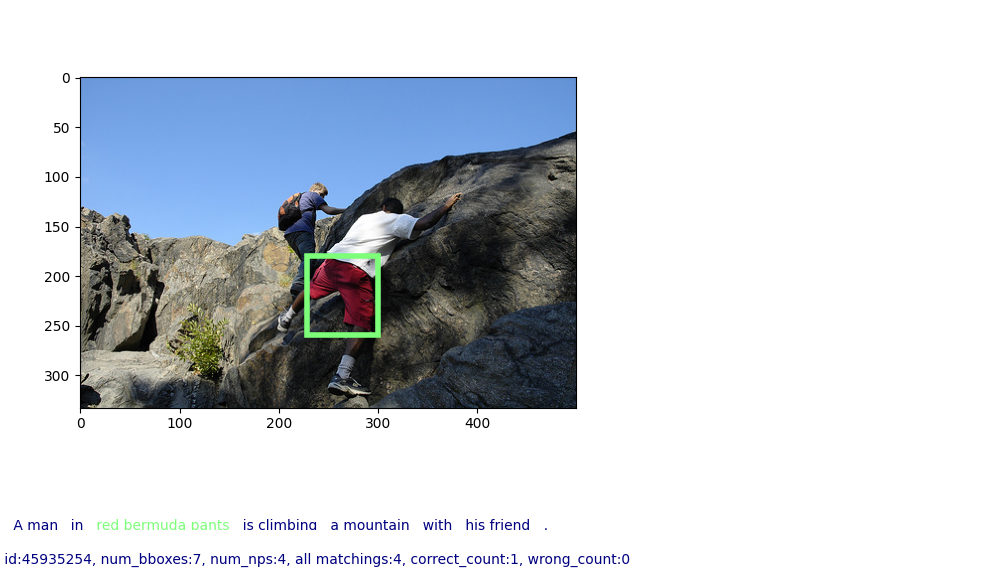 0
50
100
150
200
250
300
0 100 200 300 400
A man in red bermuda pants is climbing a mountain with his friend .
id:45935254, num_bboxes:7, num_nps:4, all matchings:4, correct_count:1, wrong_count:0